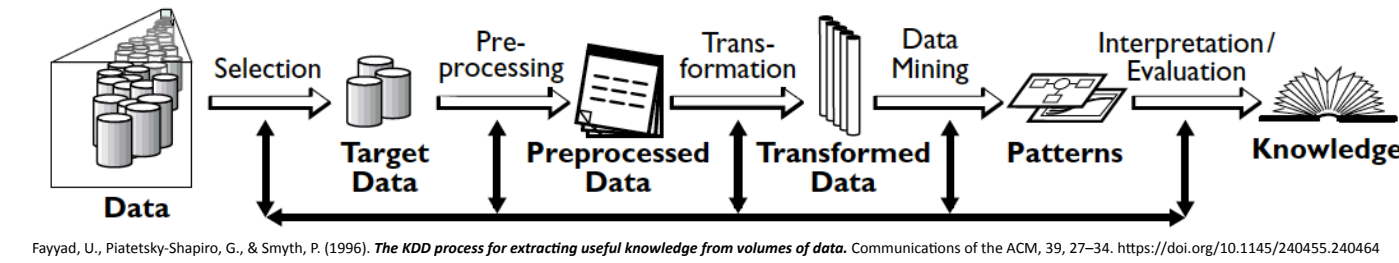 Selection
Pre-
processing
Trans-
formation
Data
Mining
Interpretation/
Evaluation
Data
Target
Data
Preprocessed
Data
Transformed
Data
Patterns
Knowledge
Fayyad, U., Piatetsky-Shapiro, G., & Smyth, P. (1996). The KDD process for extracting useful knowledge from volumes of data. Communications of the ACM, 39, 27–34. https://doi.org/10.1145/240455.240464